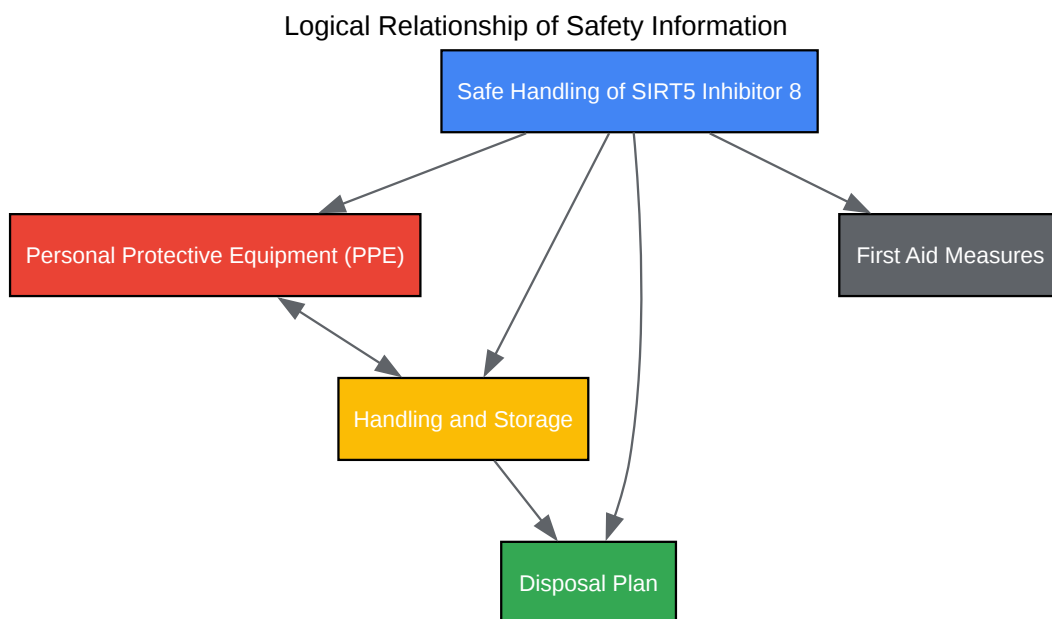 Logical Relationship of Safety Information
Safe Handling of SIRT5 Inhibitor 8
Personal Protective Equipment (PPE)
First Aid Measures
Handling and Storage
Disposal Plan